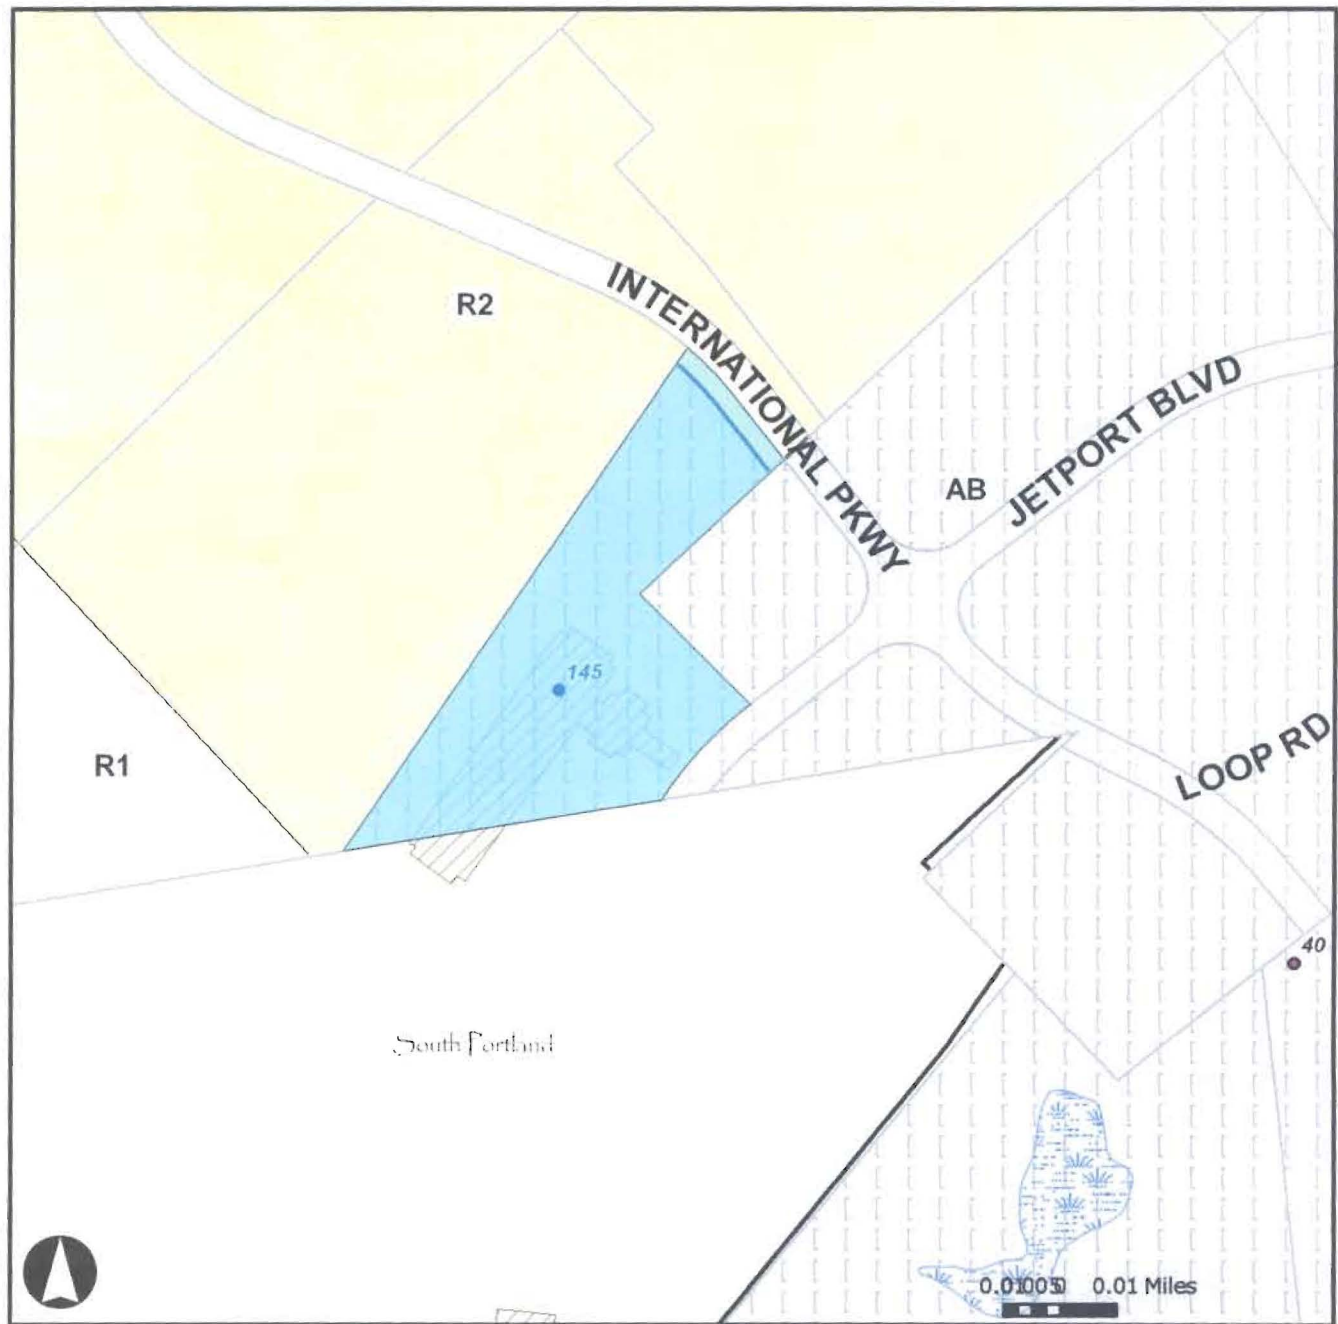 R2
INTERNATIONAL PKWY
AB
JETPORT BLVD
145
R1
LOOP RD
40
South Portland
0.01 Miles